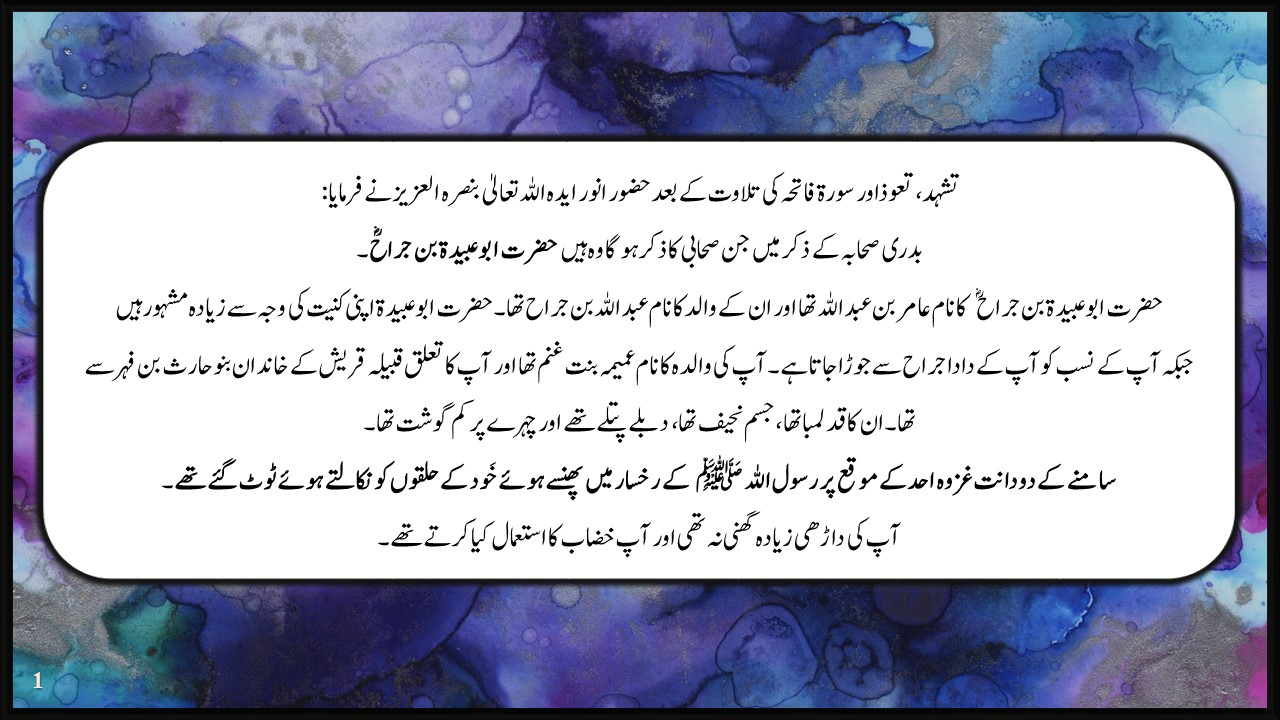 تشہد، تعوذ اور سورۃ فاتحہ کی تلاوت کے بعد حضور انور ایدہ اللہ تعالیٰ بنصرہ العزیز نے فرمایا:
بدری صحابہ کے ذکر میں جن صحابی کا ذکر ہو گا وہ ہیں حضرت ابوعبیدۃ بن جراحؓ۔
حضرت ابوعبیدۃ بن جراحؓ کا نام عامر بن عبد اللہ تھا اور ان کے والد کا نام عبد اللہ بن جراح تھا۔ حضرت ابوعبیدۃ اپنی کنیت کی وجہ سے زیادہ مشہور ہیں
جبکہ آپ کے نسب کو آپ کے دادا جراح سے جوڑا جاتا ہے۔ آپ کی والدہ کا نام عمیمہ بنت غنم تھا اور آپ کا تعلق قبیلہ قریش کے خاندان بنو حارث بن فہر سے
تھا۔ ان کا قد لمبا تھا، جسم نحیف تھا، دبلے پتلے تھے اور چہرے پر کم گوشت تھا۔
سامنے کے دو دانت غزوہ احد کے موقع پر رسول اللہ ﷺ کے رخسار میں پھنسے ہوئے خَود کے حلقوں کو نکالتے ہوئے ٹوٹ گئے تھے۔
آپ کی داڑھی زیادہ گھنی نہ تھی اور آپ خضاب کا استعمال کیا کرتے تھے۔
1